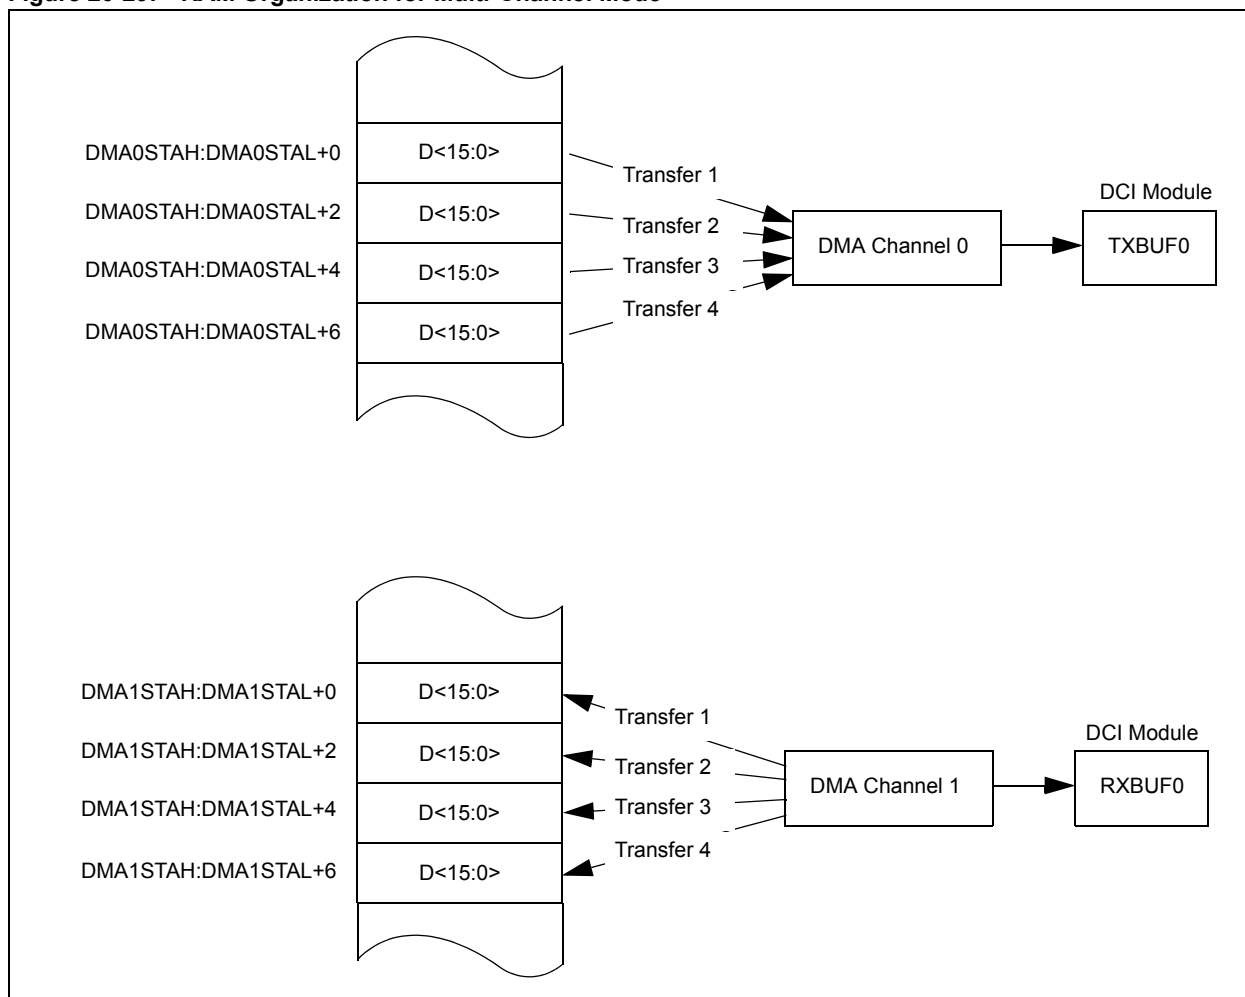 DMA0STAH:DMA0STAL+0 D<15:0> Transfer 1
DCI Module
DMA0STAH:DMA0STAL+2 D<15:0> Transfer 2 DMA Channel 0 TXBUF0
DMA0STAH:DMA0STAL+4 D<15:0> Transfer 3
DMA0STAH:DMA0STAL+6 D<15:0> Transfer 4
DMA1STAH:DMA1STAL+0 D<15:0> Transfer 1
DCI Module
DMA1STAH:DMA1STAL+2 D<15:0> Transfer 2 DMA Channel 1 RXBUF0
DMA1STAH:DMA1STAL+4 D<15:0> Transfer 3
DMA1STAH:DMA1STAL+6 D<15:0> Transfer 4